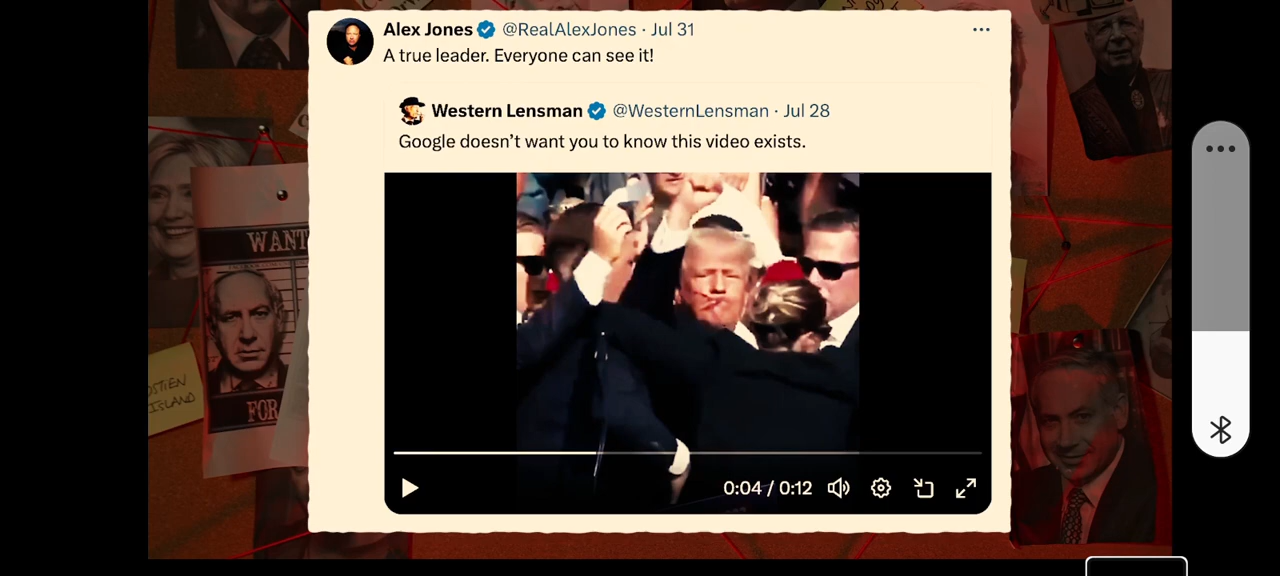 Alex Jones @RealAlexJones · Jul 31
A true leader. Everyone can see it!
Western Lensman @WesternLensman · Jul 28
Google doesn’t want you to know this video exists.
WANT
FOR
ISLAND
0:04 / 0:12